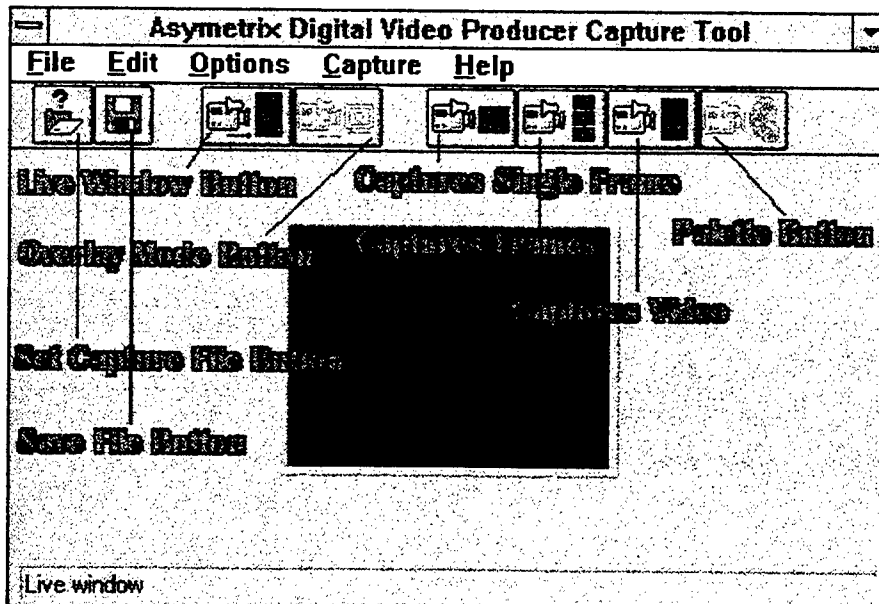 Asymetrix Digital Video Producer Capture Tool
File Edit Options Capture Help
?
Live Window Button
Captures Single Frame
Overlay Mode Button
Captures Frames
Palette Button
Captures Video
Set Capture File Button
Save File Button
Live window